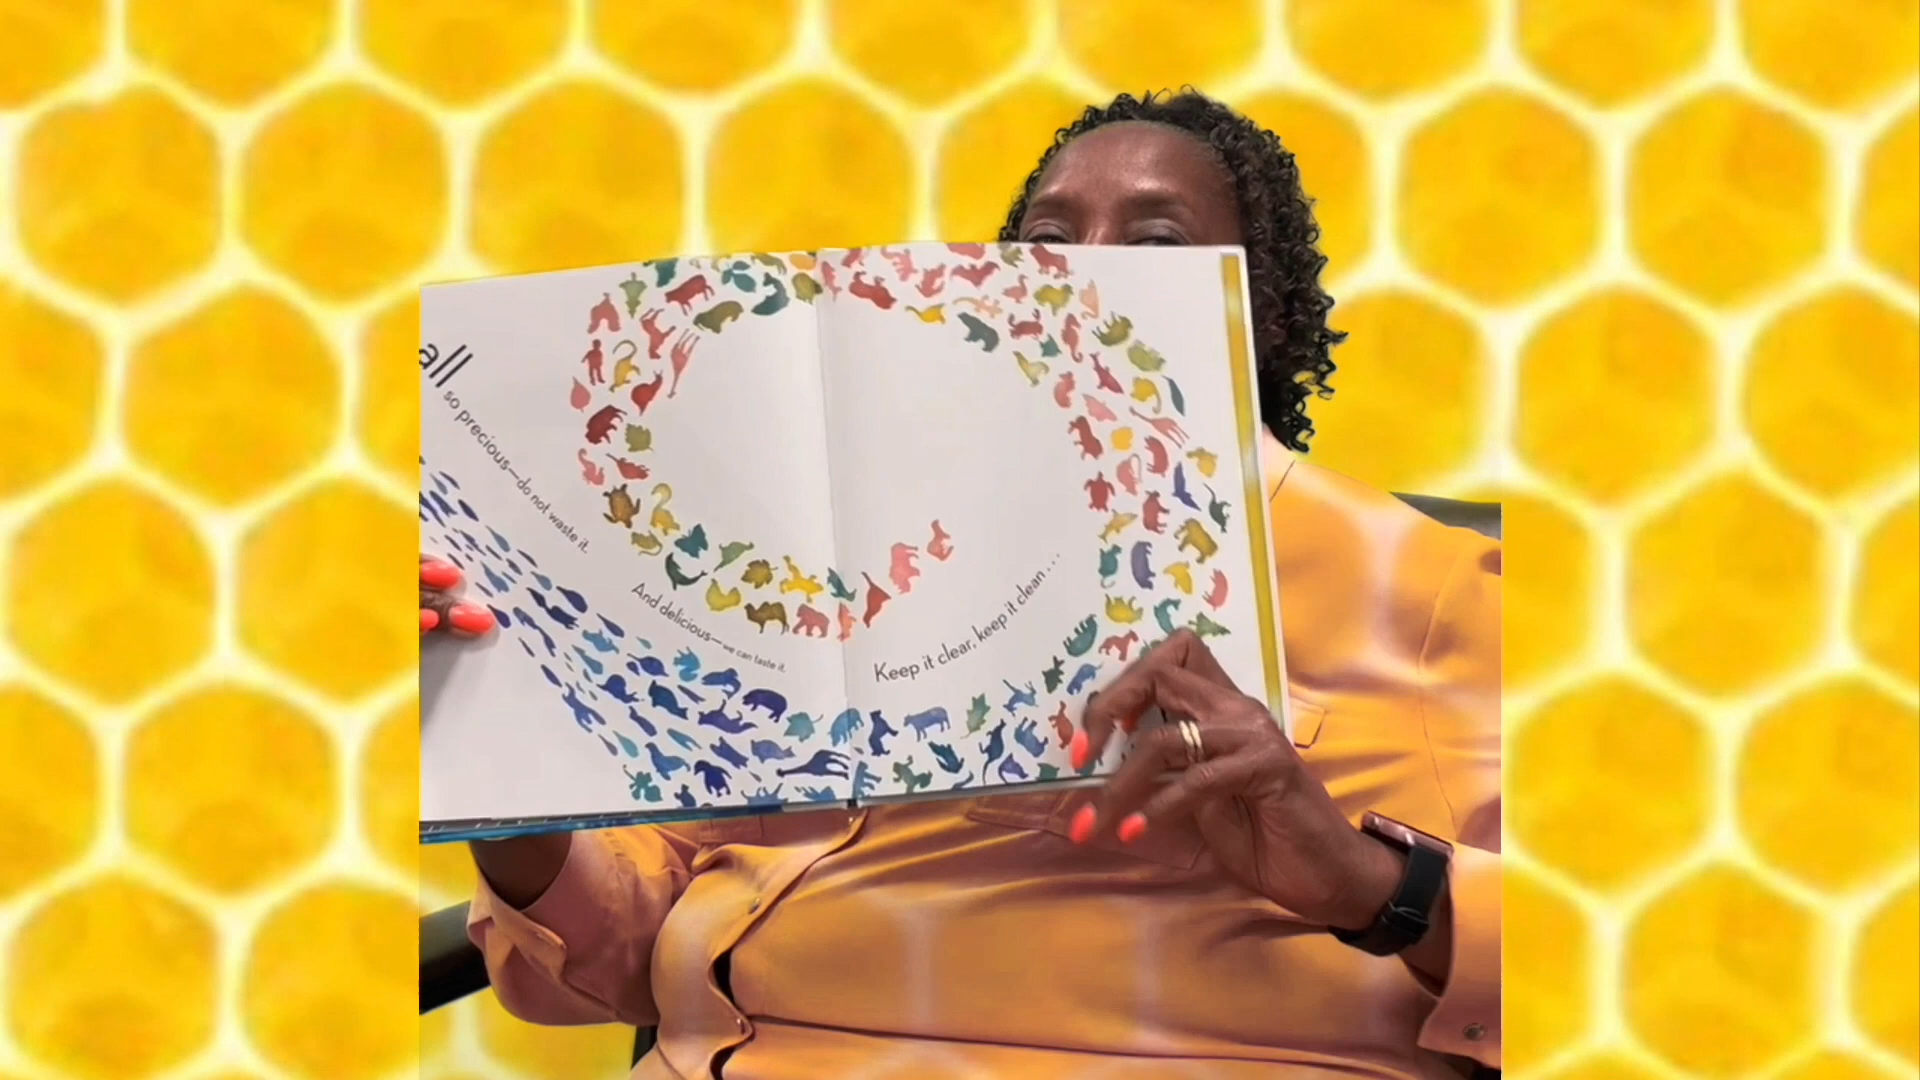 all
so precious—do not waste it.
And delicious—we can taste it.
Keep it clear, keep it clean . . .